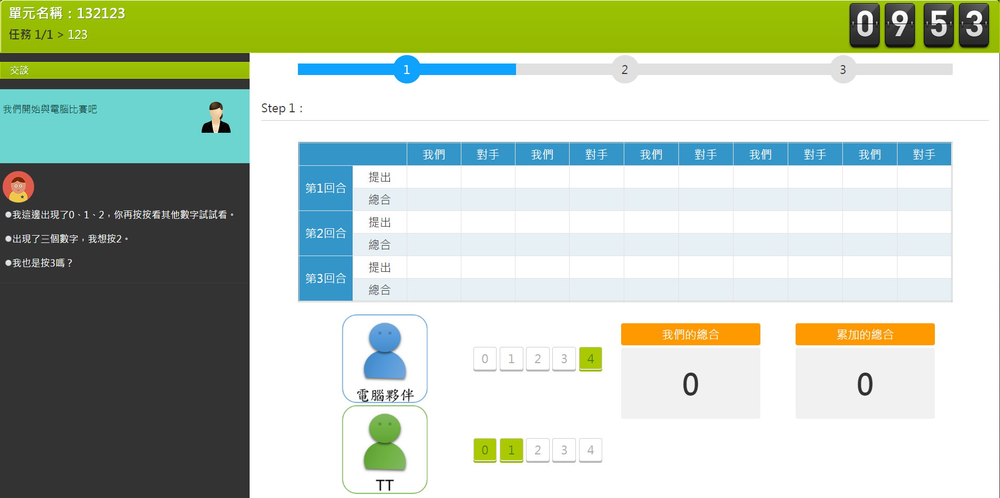 單元名稱：132123
任務 1/1 > 123
09 53
交談
我們開始與電腦比賽吧
我這邊出現了0、1、2，你再按按看其他數字試試看。
出現了三個數字，我想按2。
我也是按3嗎？
1 2 3
Step 1：
我們 對手 我們 對手 我們 對手 我們 對手 我們 對手
第1回合
提出
總合
第2回合
提出
總合
第3回合
提出
總合
電腦夥伴
0 1 2 3 4
我們的總合
0
累加的總合
0
TT
0 1 2 3 4